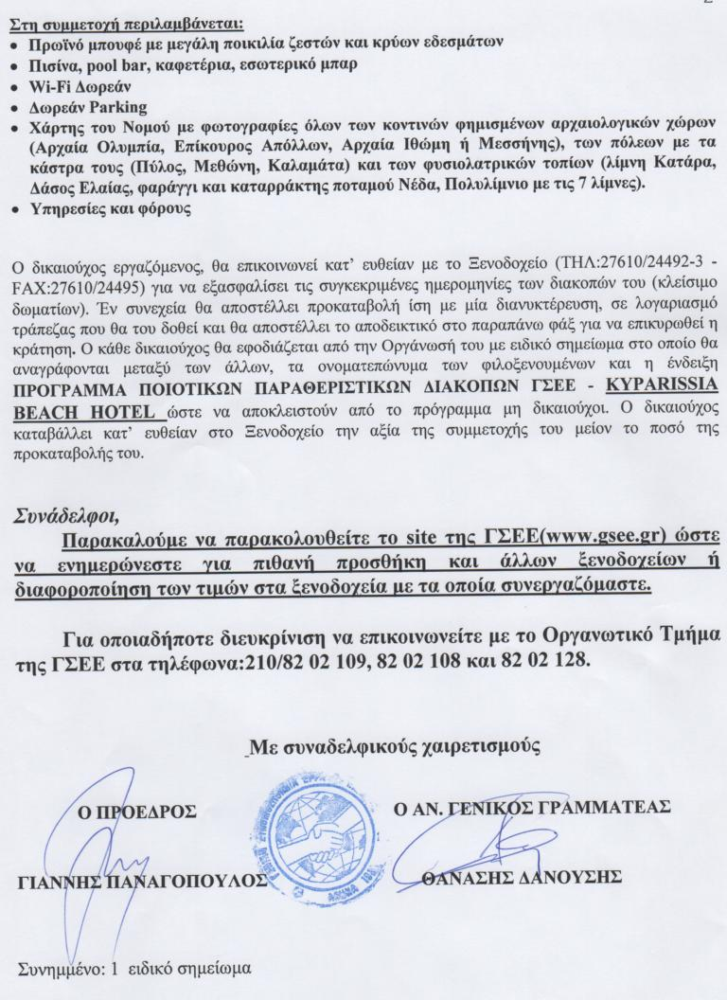 Στη συμμετοχή περιλαμβάνεται:
• Πρωϊνό μπουφέ με μεγάλη ποικιλία ζεστών και κρύων εδεσμάτων
• Πισίνα, pool bar, καφετέρια, εσωτερικό μπαρ
• Wi-Fi Δωρεάν
• Δωρεάν Parking
• Χάρτης του Νομού με φωτογραφίες όλων των κοντινών φημισμένων αρχαιολογικών χώρων
(Αρχαία Ολυμπία, Επίκουρος Απόλλων, Αρχαία Ιθώμη ή Μεσσήνης), των πόλεων με τα
κάστρα τους (Πύλος, Μεθώνη, Καλαμάτα) και των φυσιολατρικών τοπίων (λίμνη Κατάρα,
Δάσος Ελαίας, φαράγγι και καταρράκτης ποταμού Νέδα, Πολυλίμνιο με τις 7 λίμνες).
• Υπηρεσίες και φόρους
Ο δικαιούχος εργαζόμενος, θα επικοινωνεί κατ’ ευθείαν με το Ξενοδοχείο (ΤΗΛ:27610/24492-3 -
FAX:27610/24495) για να εξασφαλίσει τις συγκεκριμένες ημερομηνίες των διακοπών του (κλείσιμο
δωματίων). Έν συνεχεία θα αποστέλλει προκαταβολή ίση με μία διανυκτέρευση, σε λογαριασμό
τράπεζας που θα του δοθεί και θα αποστέλλει το αποδεικτικό στο παραπάνω φάξ για να επικυρωθεί η
κράτηση. Ο κάθε δικαιούχος θα εφοδιάζεται από την Οργάνωσή του με ειδικό σημείωμα στο οποίο θα
αναγράφονται μεταξύ των άλλων, τα ονοματεπώνυμα των φιλοξενουμένων και η ένδειξη
ΠΡΟΓΡΑΜΜΑ ΠΟΙΟΤΙΚΩΝ ΠΑΡΑΘΕΡΙΣΤΙΚΩΝ ΔΙΑΚΟΠΩΝ ΓΣΕΕ - KYPARISSIA
BEACH HOTEL ώστε να αποκλειστούν από το πρόγραμμα μη δικαιούχοι. Ο δικαιούχος
καταβάλλει κατ’ ευθείαν στο Ξενοδοχείο την αξία της συμμετοχής του μείον το ποσό της
προκαταβολής του.
Συνάδελφοι,
Παρακαλούμε να παρακολουθείτε το site της ΓΣΕΕ(www.gsee.gr) ώστε
να ενημερώνεστε για πιθανή προσθήκη και άλλων ξενοδοχείων ή
διαφοροποίηση των τιμών στα ξενοδοχεία με τα οποία συνεργαζόμαστε.
Για οποιαδήποτε διευκρίνιση να επικοινωνείτε με το Οργανωτικό Τμήμα
της ΓΣΕΕ στα τηλέφωνα:210/82 02 109, 82 02 108 και 82 02 128.
Με συναδελφικούς χαιρετισμούς
Ο ΠΡΟΕΔΡΟΣ
Ο ΑΝ. ΓΕΝΙΚΟΣ ΓΡΑΜΜΑΤΕΑΣ
ΓΙΑΝΝΗΣ ΠΑΝΑΓΟΠΟΥΛΟΣ
ΘΑΝΑΣΗΣ ΔΑΝΟΥΣΗΣ
Συνημμένο: 1 ειδικό σημείωμα